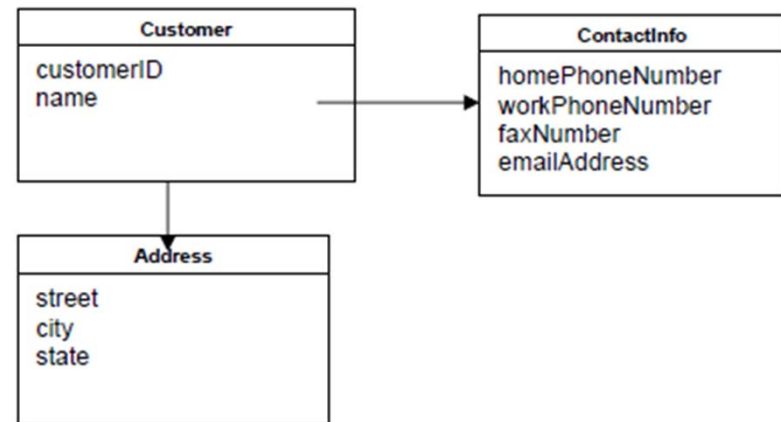 Customer
customerID
name
ContactInfo
homePhoneNumber
workPhoneNumber
faxNumber
emailAddress
Address
street
city
state